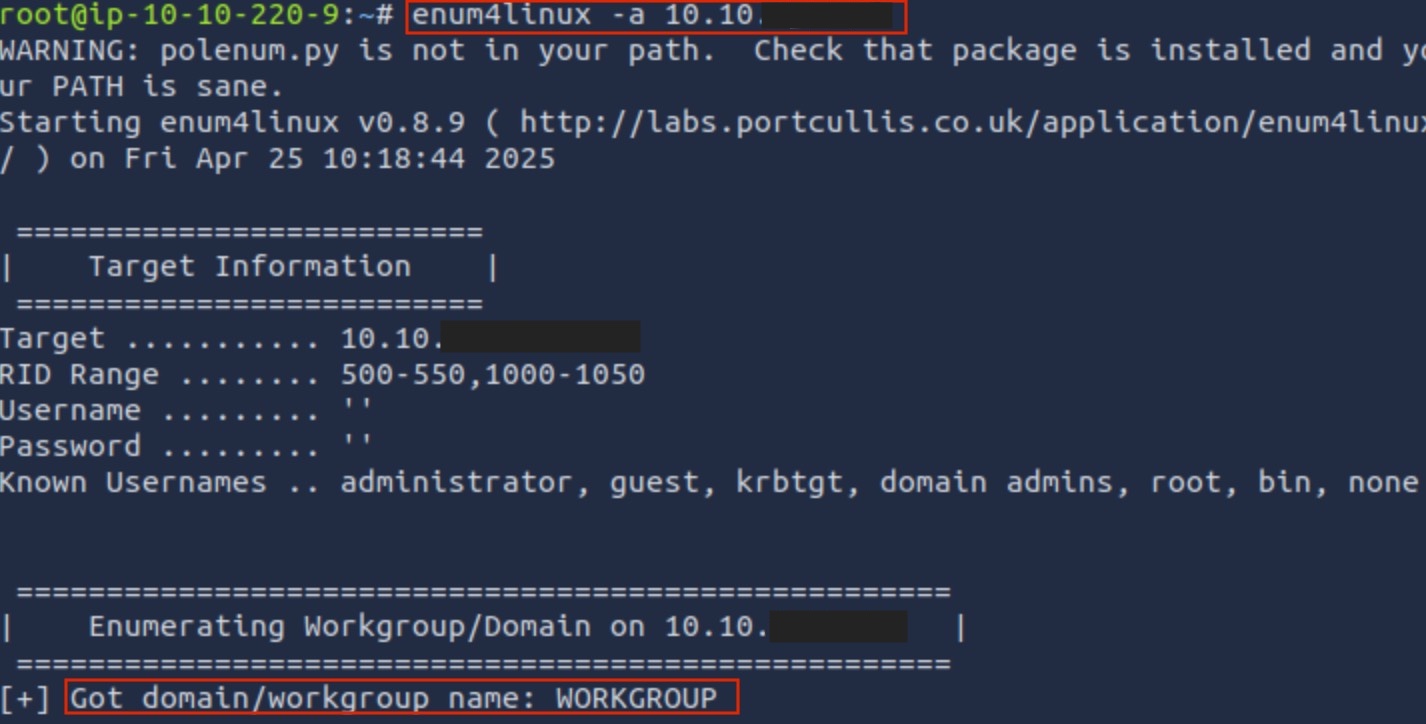 root@ip-10-10-220-9:~# enum4linux -a 10.10.
WARNING: polenum.py is not in your path.  Check that package is installed and yo
ur PATH is sane.
Starting enum4linux v0.8.9 ( http://labs.portcullis.co.uk/application/enum4linux
/ ) on Fri Apr 25 10:18:44 2025
==========================
|    Target Information    |
==========================
Target ........... 10.10.
RID Range ........ 500-550,1000-1050
Username ......... ''
Password ......... ''
Known Usernames .. administrator, guest, krbtgt, domain admins, root, bin, none
====================================================
|    Enumerating Workgroup/Domain on 10.10.    |
====================================================
[+] Got domain/workgroup name: WORKGROUP